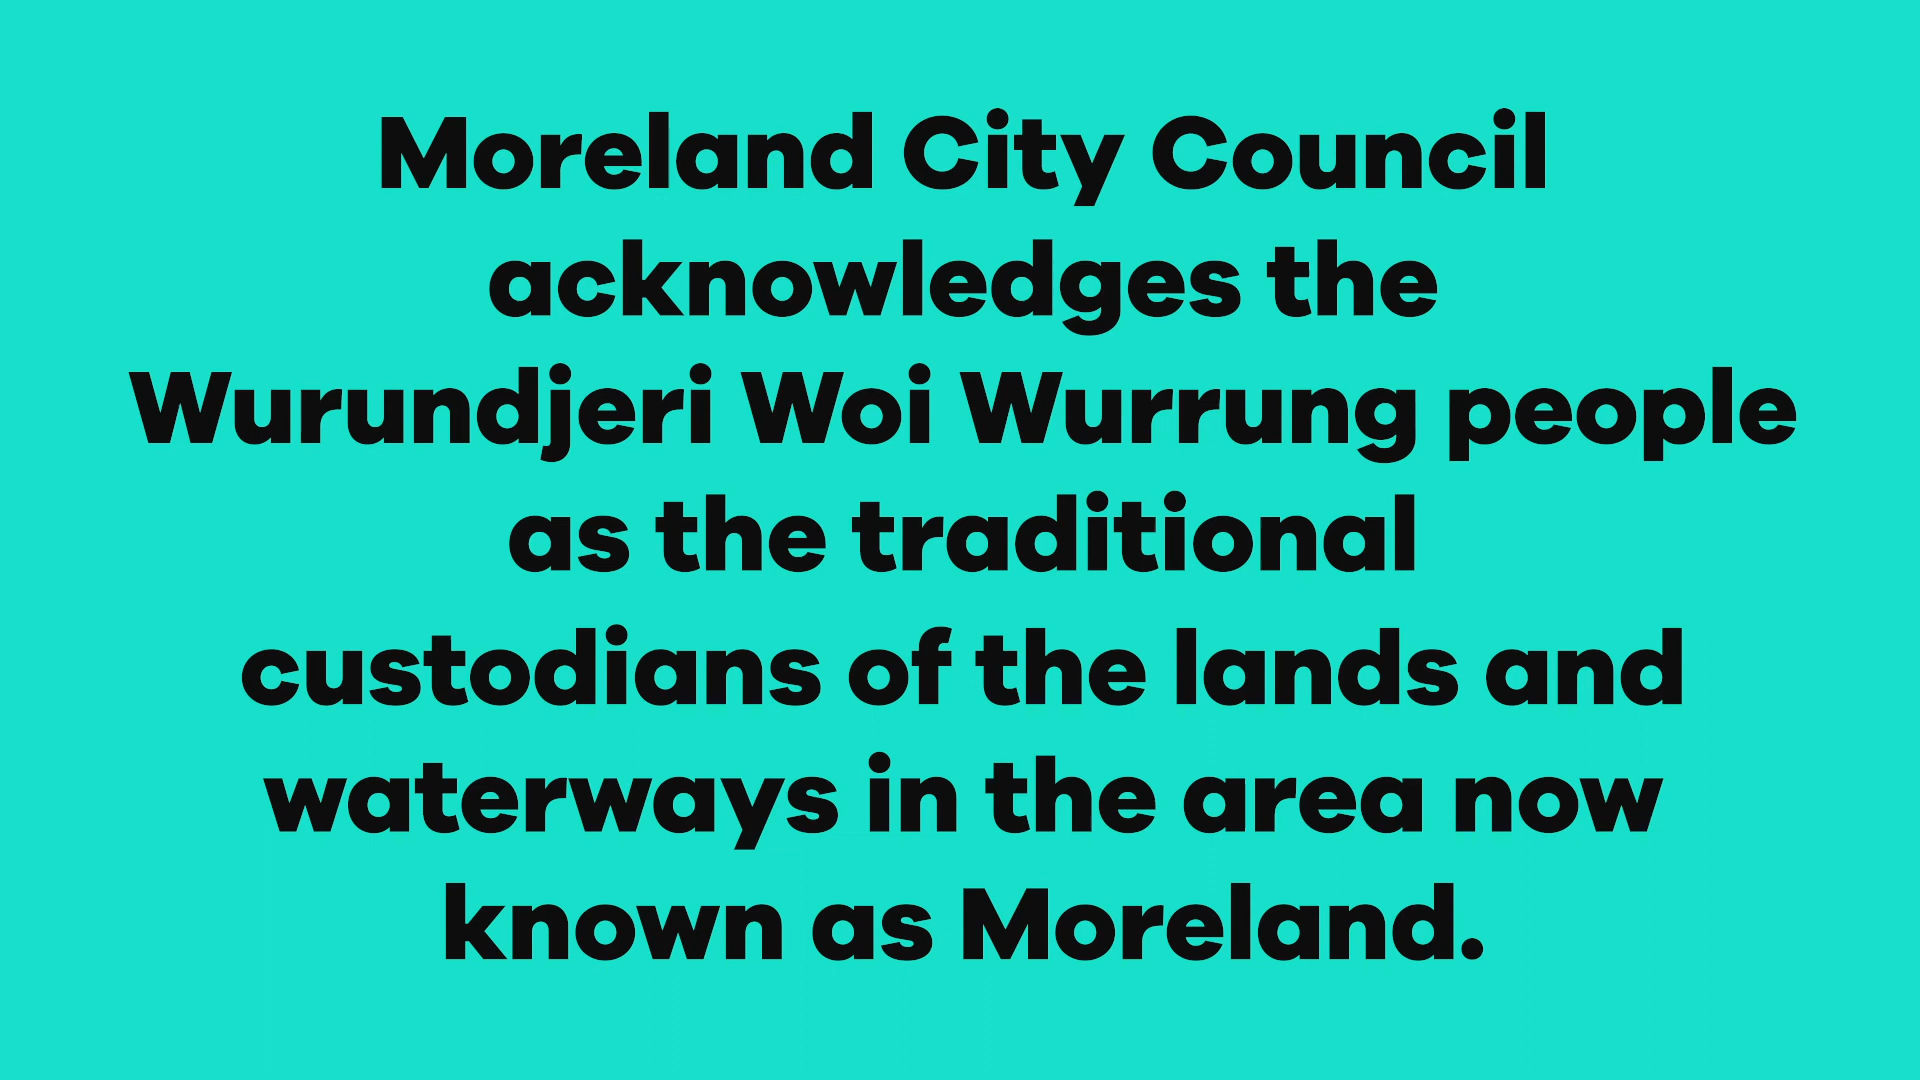 Moreland City Council
acknowledges the
Wurundjeri Woi Wurrung people
as the traditional
custodians of the lands and
waterways in the area now
known as Moreland.